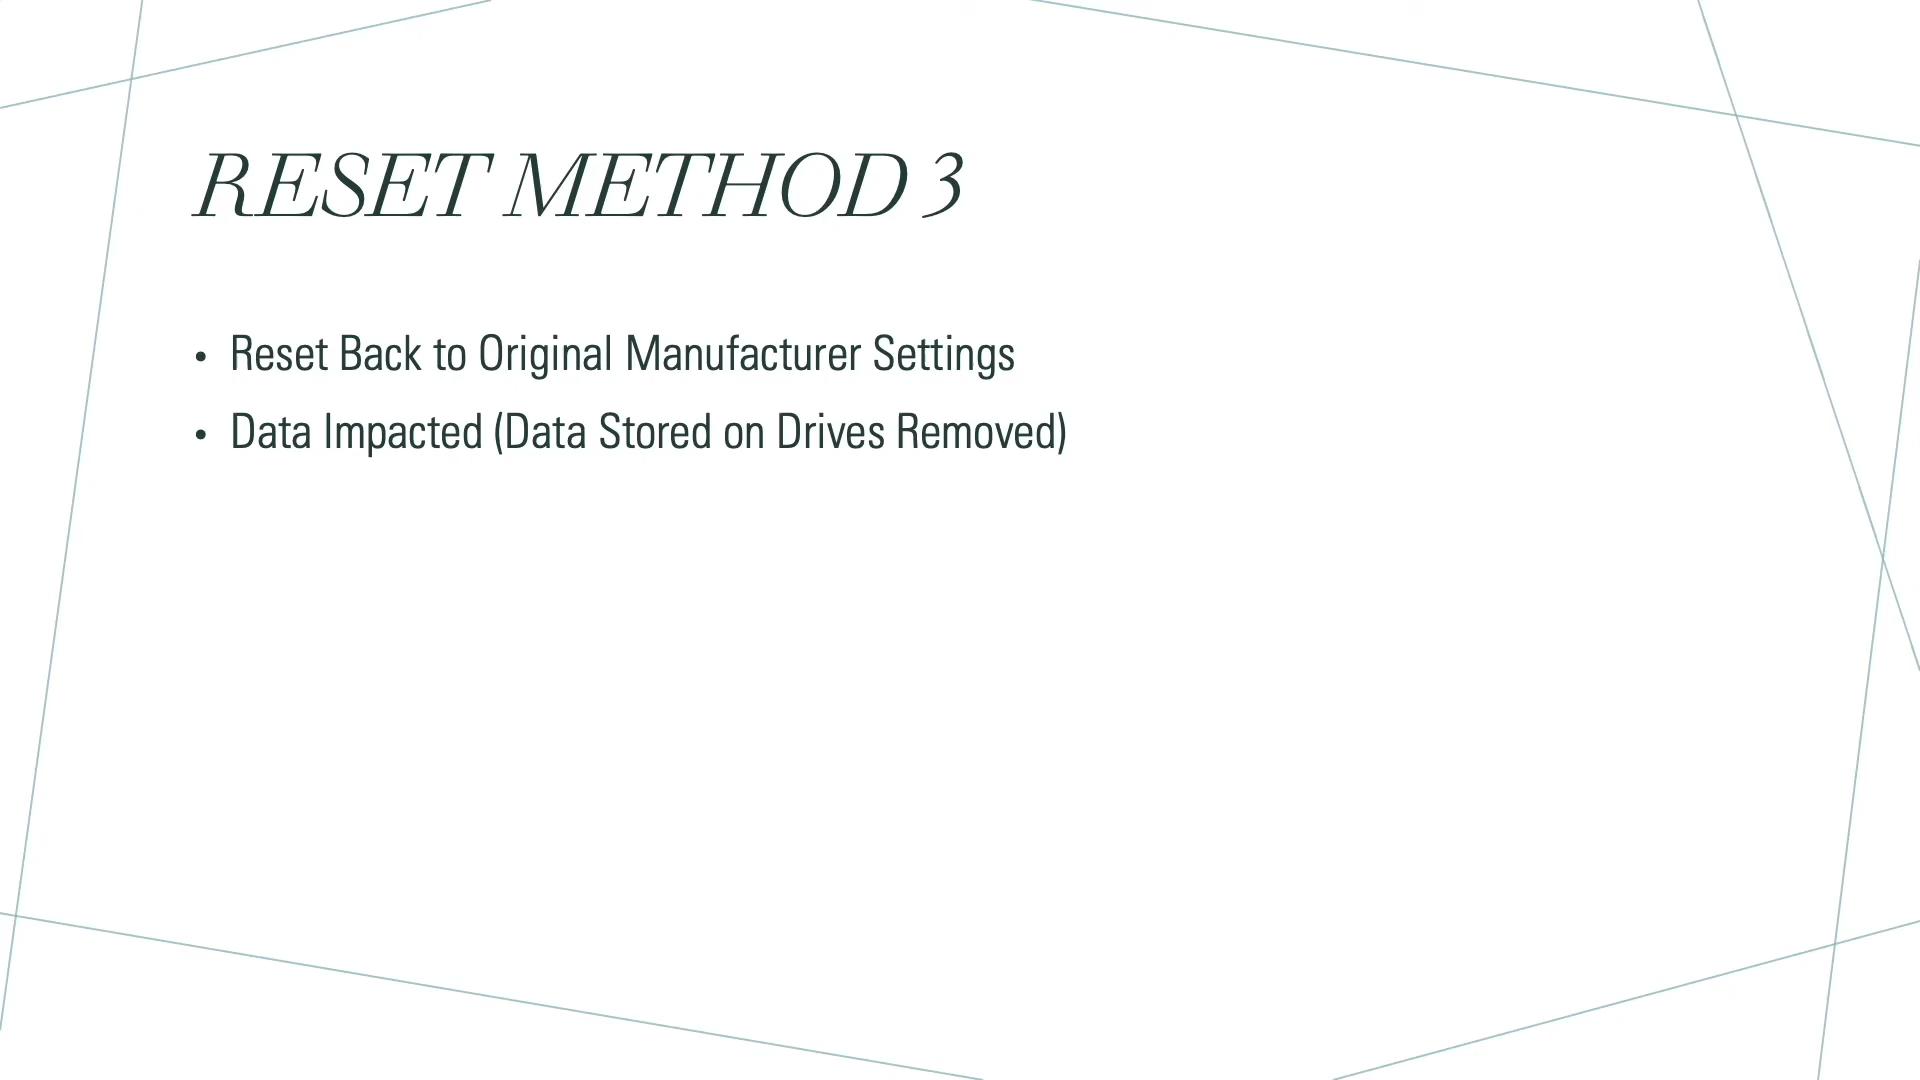 RESET METHOD 3
• Reset Back to Original Manufacturer Settings
• Data Impacted (Data Stored on Drives Removed)